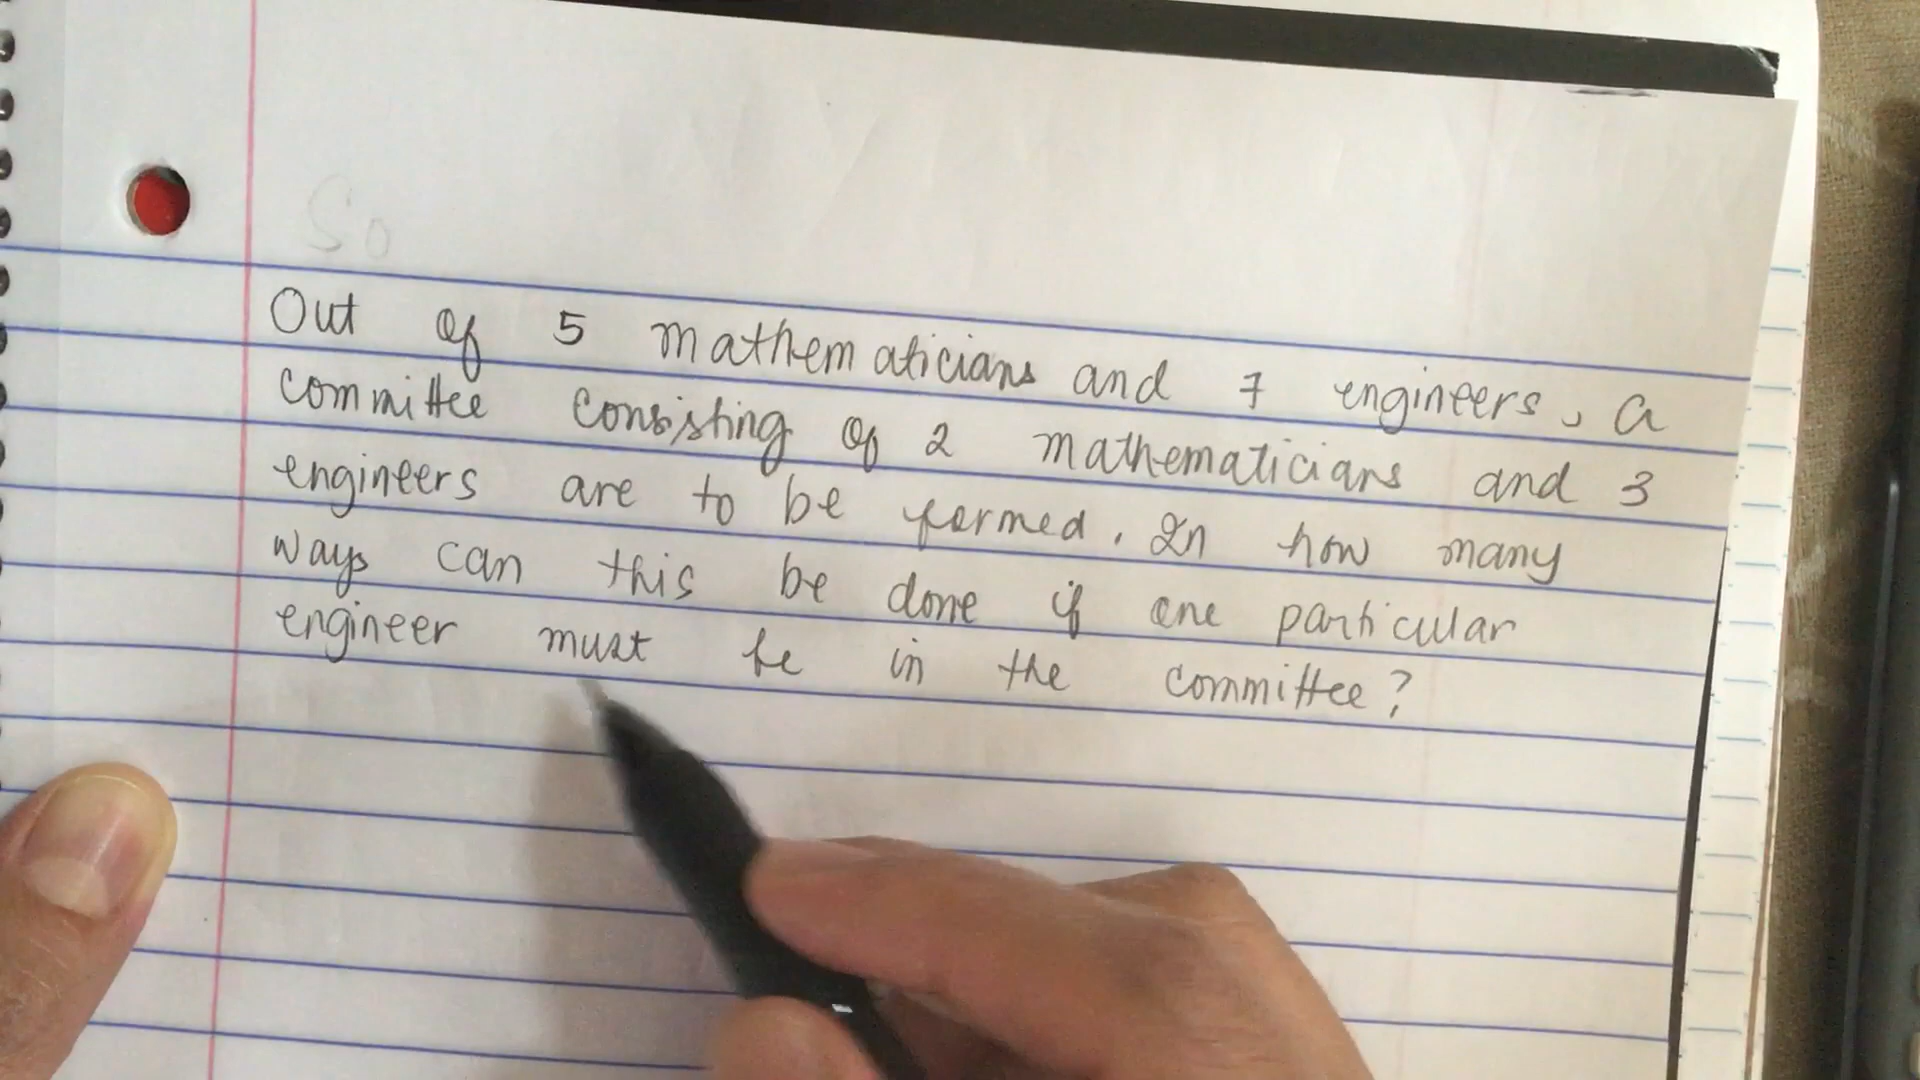 So
Out of 5 mathematicians and 7 engineers, a
committee consisting of 2 mathematicians and 3
engineers are to be formed. In how many
ways can this be done if one particular
engineer must be in the committee?